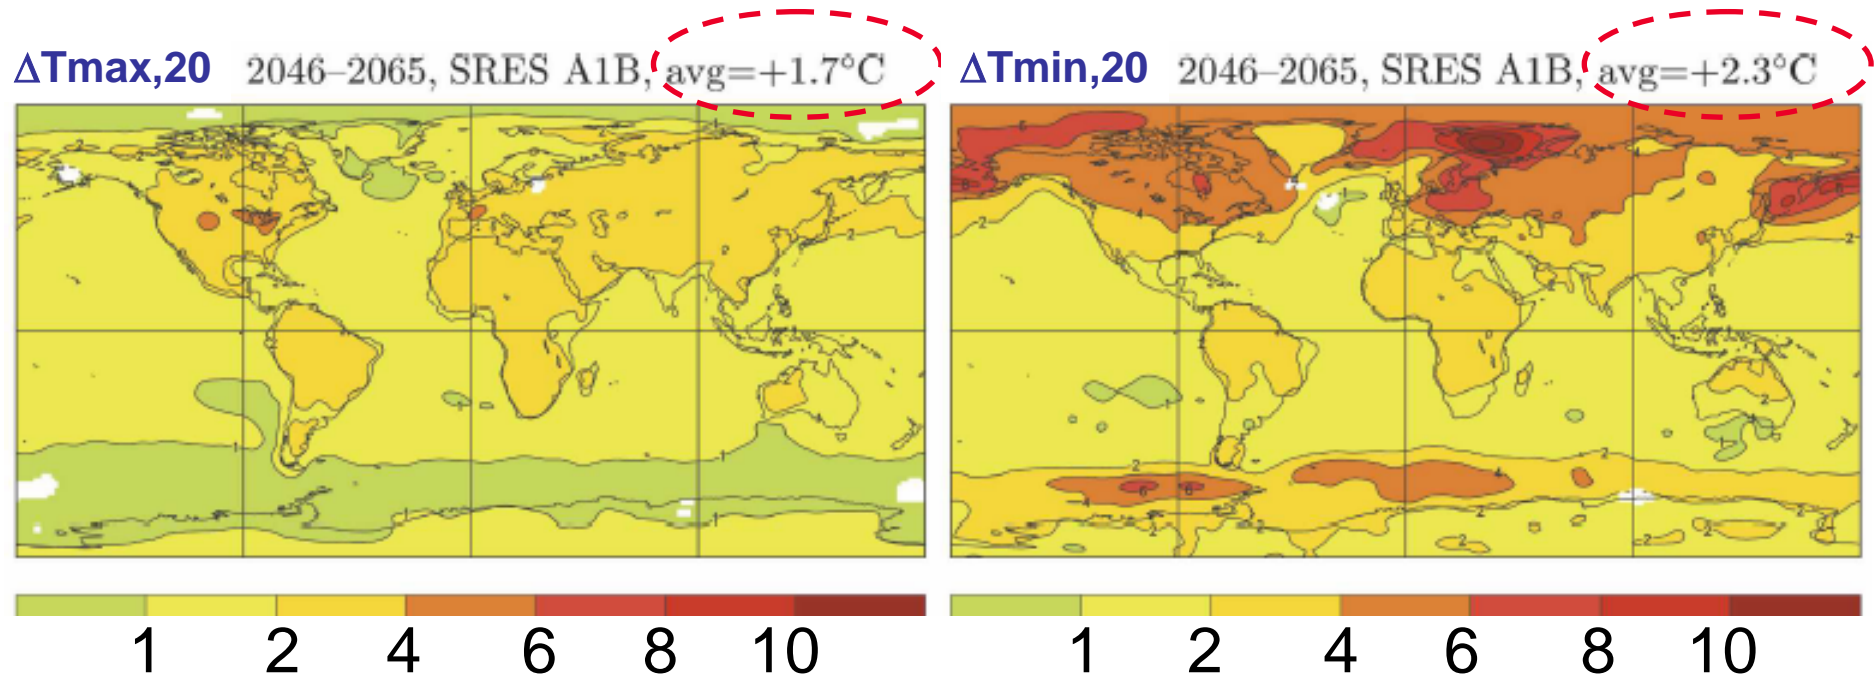 ΔTmax,20 2046–2065, SRES A1B, avg=+1.7°C
ΔTmin,20 2046–2065, SRES A1B, avg=+2.3°C
1 2 4 6 8 10
1 2 4 6 8 10